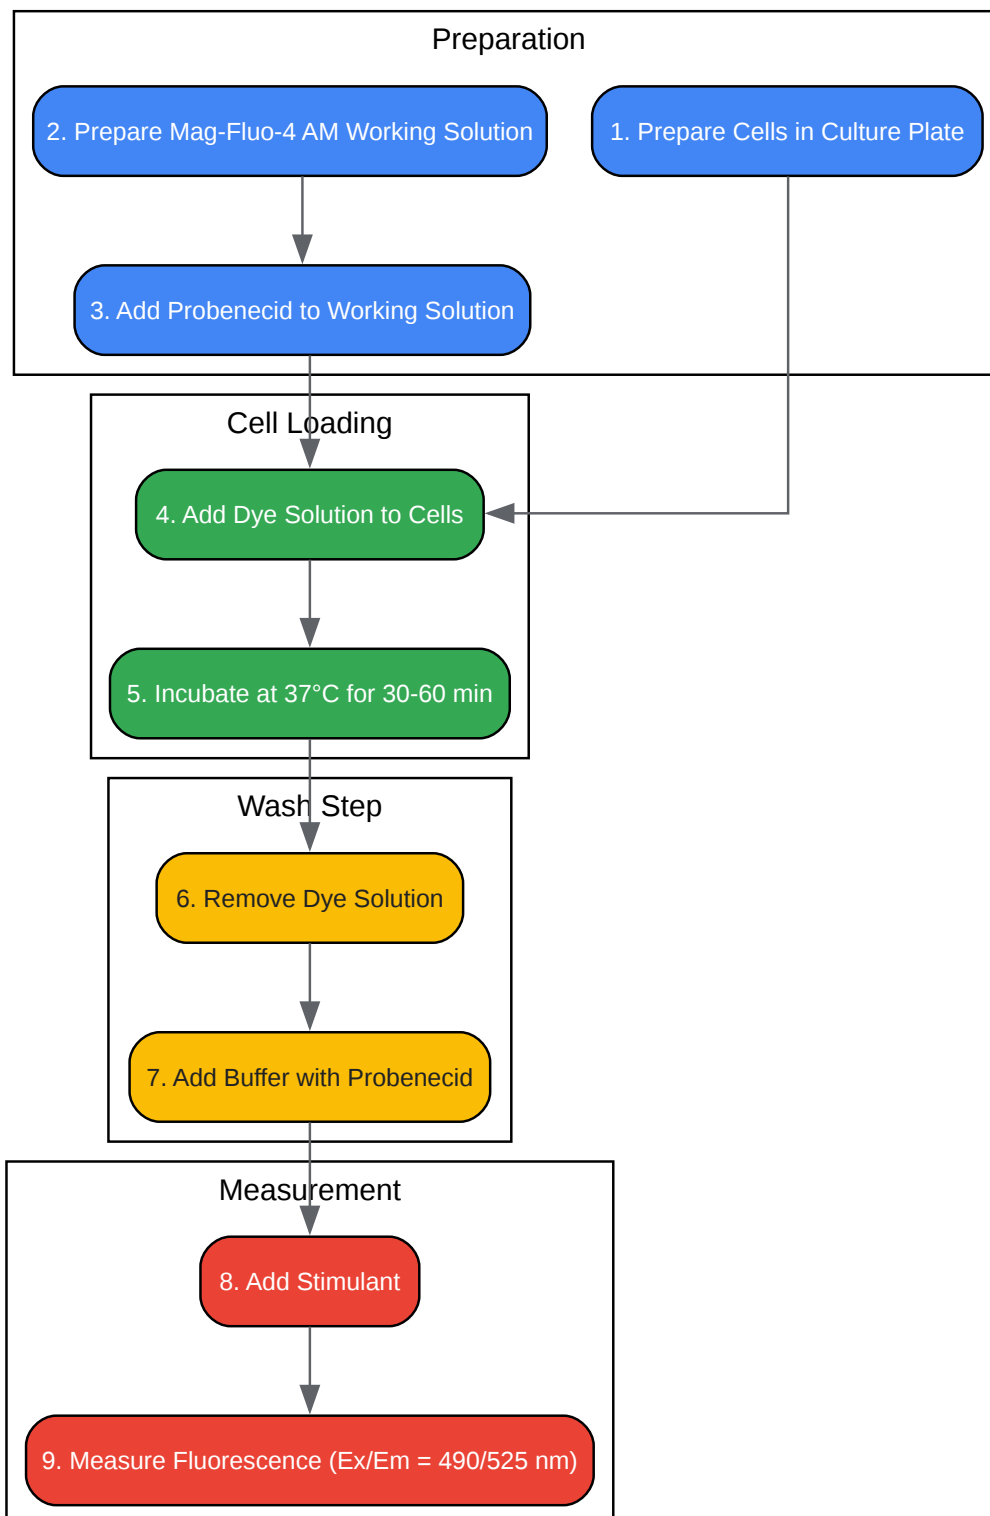 Preparation
2. Prepare Mag-Fluo-4 AM Working Solution
1. Prepare Cells in Culture Plate
3. Add Probenecid to Working Solution
Cell Loading
4. Add Dye Solution to Cells
5. Incubate at 37°C for 30-60 min
Wash Step
6. Remove Dye Solution
7. Add Buffer with Probenecid
Measurement
8. Add Stimulant
9. Measure Fluorescence (Ex/Em = 490/525 nm)